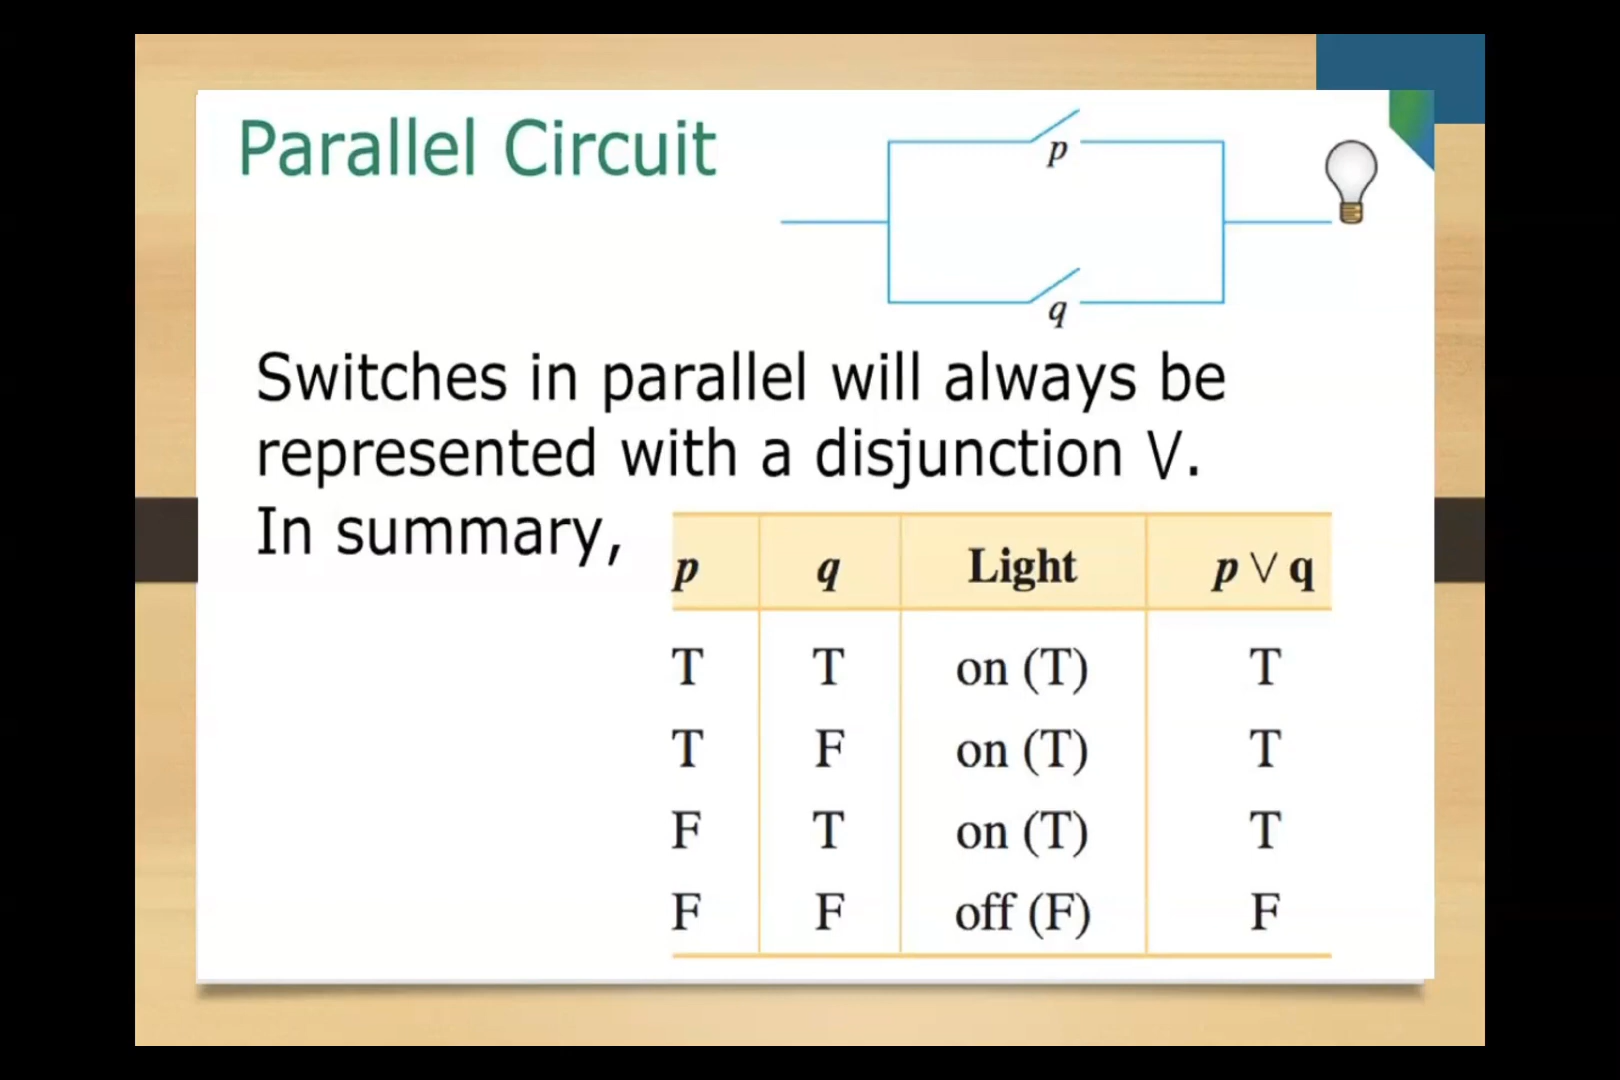 Parallel Circuit
p
q
Switches in parallel will always be
represented with a disjunction V.
In summary,
p q Light p ∨ q
T T on (T) T
T F on (T) T
F T on (T) T
F F off (F) F